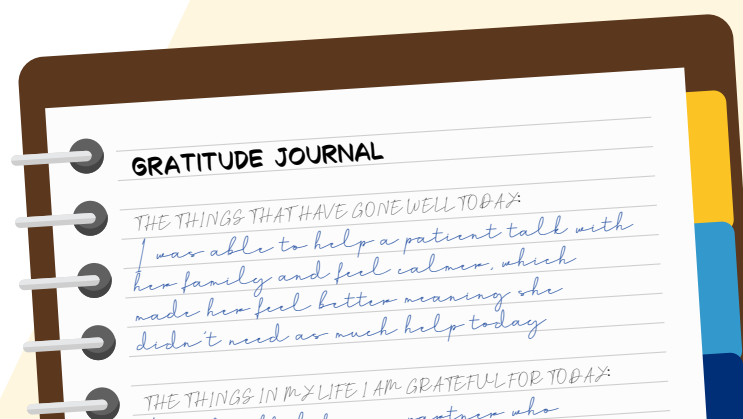 GRATITUDE JOURNAL
THE THINGS THAT HAVE GONE WELL TODAY:
I was able to help a patient talk with
her family and feel calmer, which
made her feel better meaning she
didn't need as much help today
THE THINGS IN MY LIFE I AM GRATEFUL FOR TODAY:
partner who